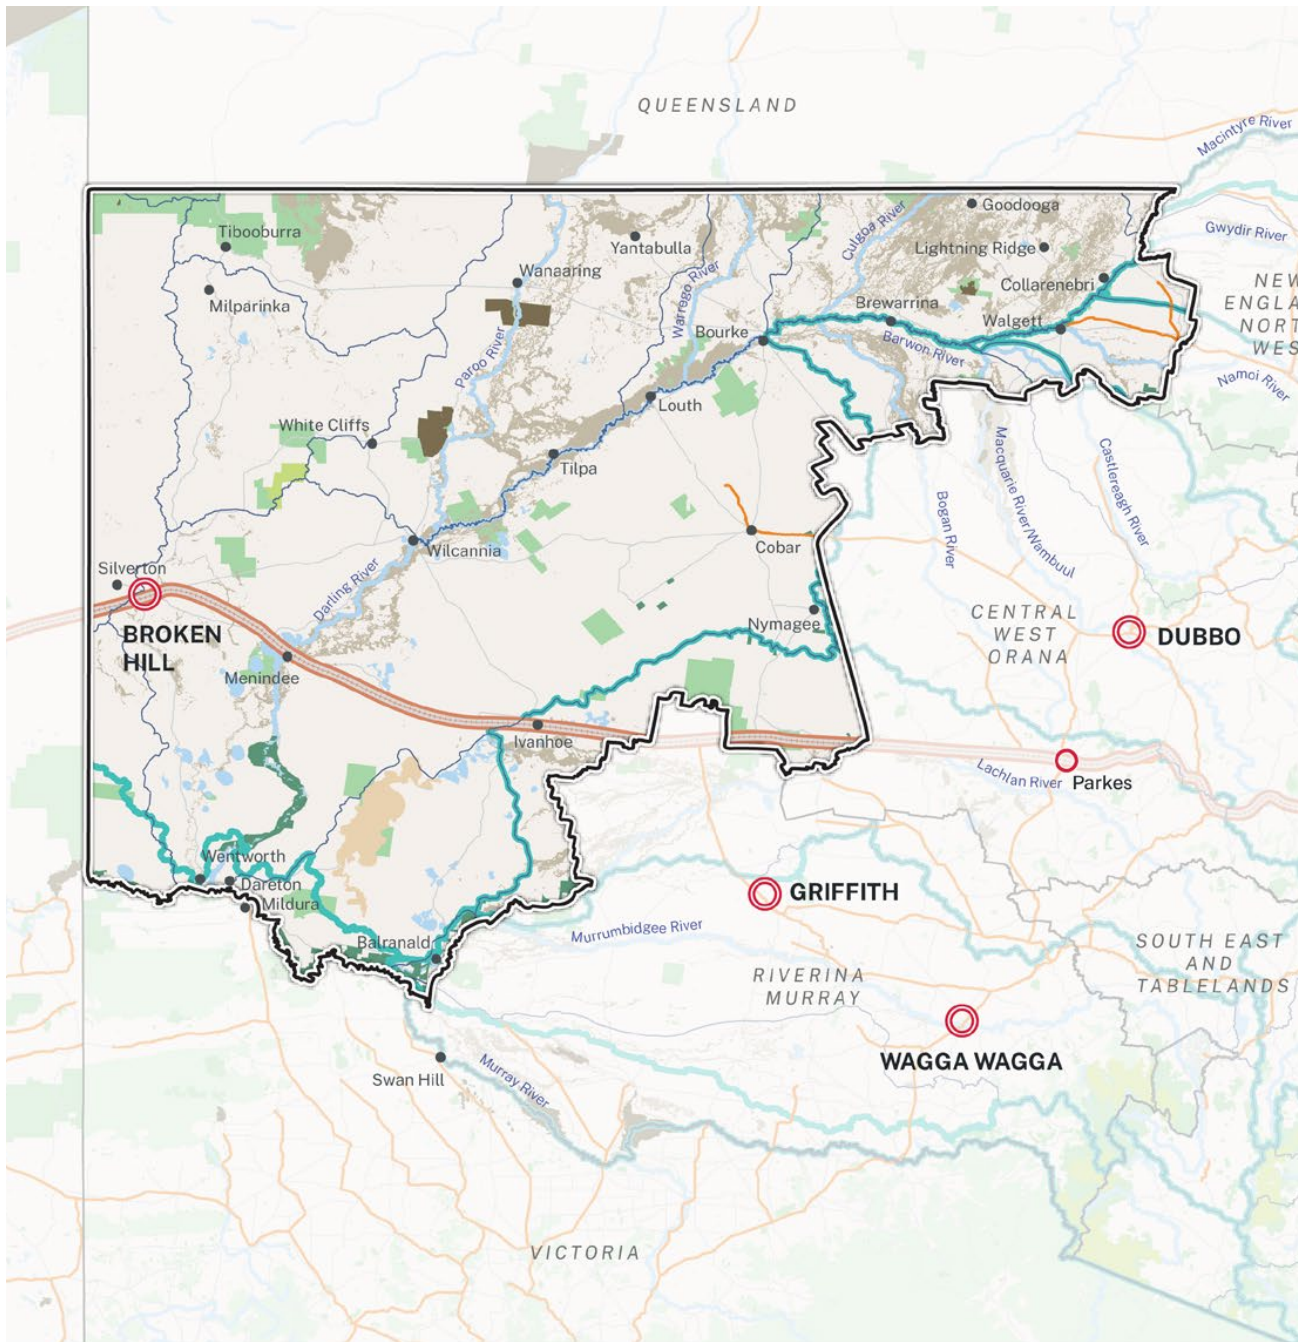 QUEENSLAND
Macintyre River
Goodooga
Tibooburra
Yantabulla
Culgoa River
Lightning Ridge
Gwydir River
Wanaaring
Warrego River
Collarenebri
NEW
ENGLA
NORT
WES
Milparinka
Brewarrina
Walgett
Bourke
Barwon River
Paroo River
Namoi River
Louth
White Cliffs
Tilpa
Macquarie River/Wambuul
Castlereagh River
Bogan River
Wilcannia
Cobar
Silverton
Darling River
BROKEN
HILL
Nymagee
CENTRAL
WEST
ORANA
DUBBO
Menindee
Ivanhoe
Lachlan River
Parkes
Wentworth
Dareton
Mildura
GRIFFITH
Balranald
Murrumbidgee River
RIVERINA
MURRAY
SOUTH EAST
AND
TABLELANDS
WAGGA WAGGA
Swan Hill
Murray River
VICTORIA